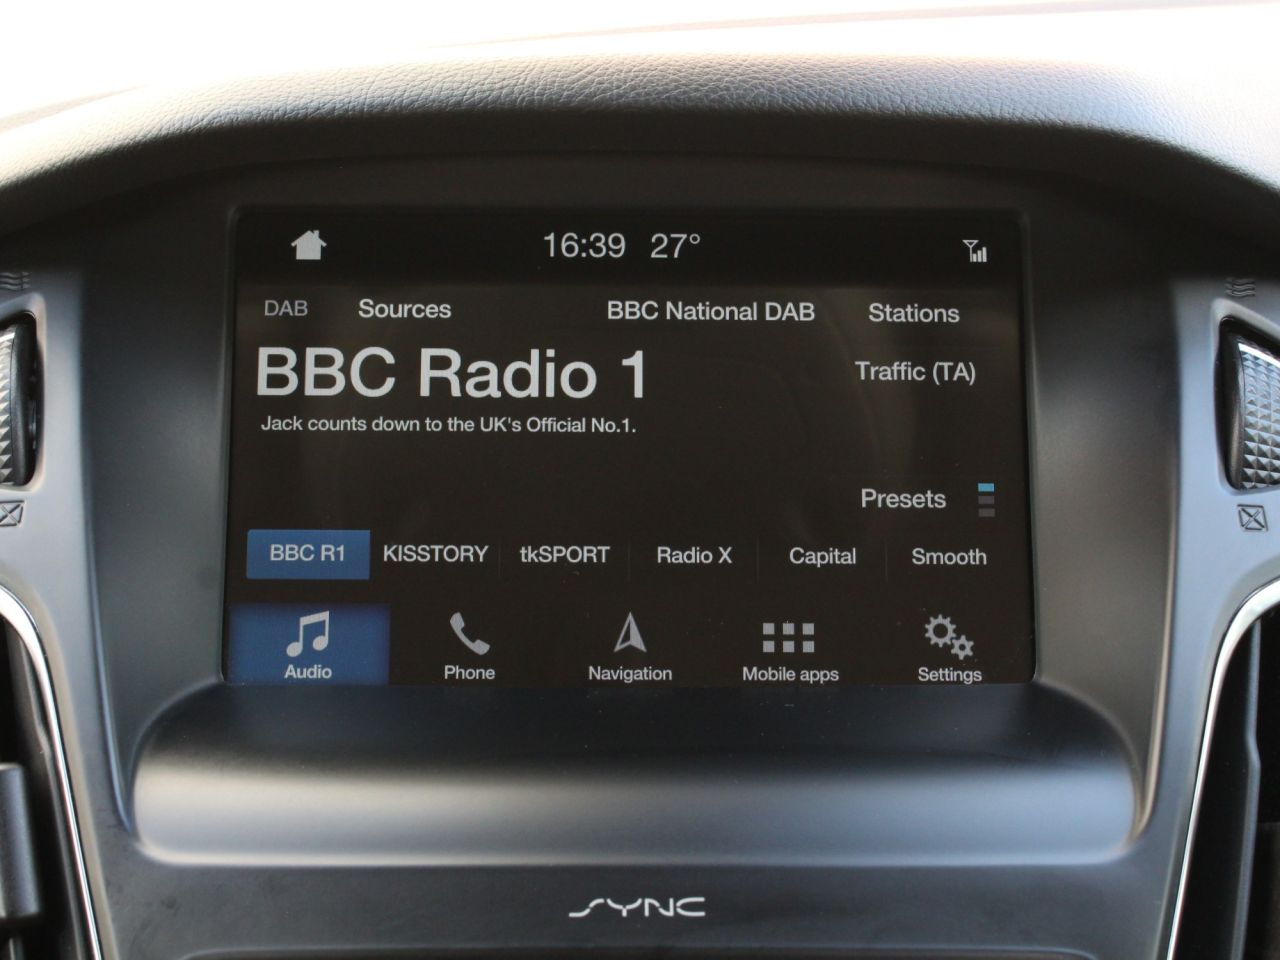 16:39 27°
DAB Sources BBC National DAB Stations
BBC Radio 1 Traffic (TA)
Jack counts down to the UK's Official No.1.
Presets
BBC R1 KISSTORY tkSPORT Radio X Capital Smooth
Audio Phone Navigation Mobile apps Settings
SYNC